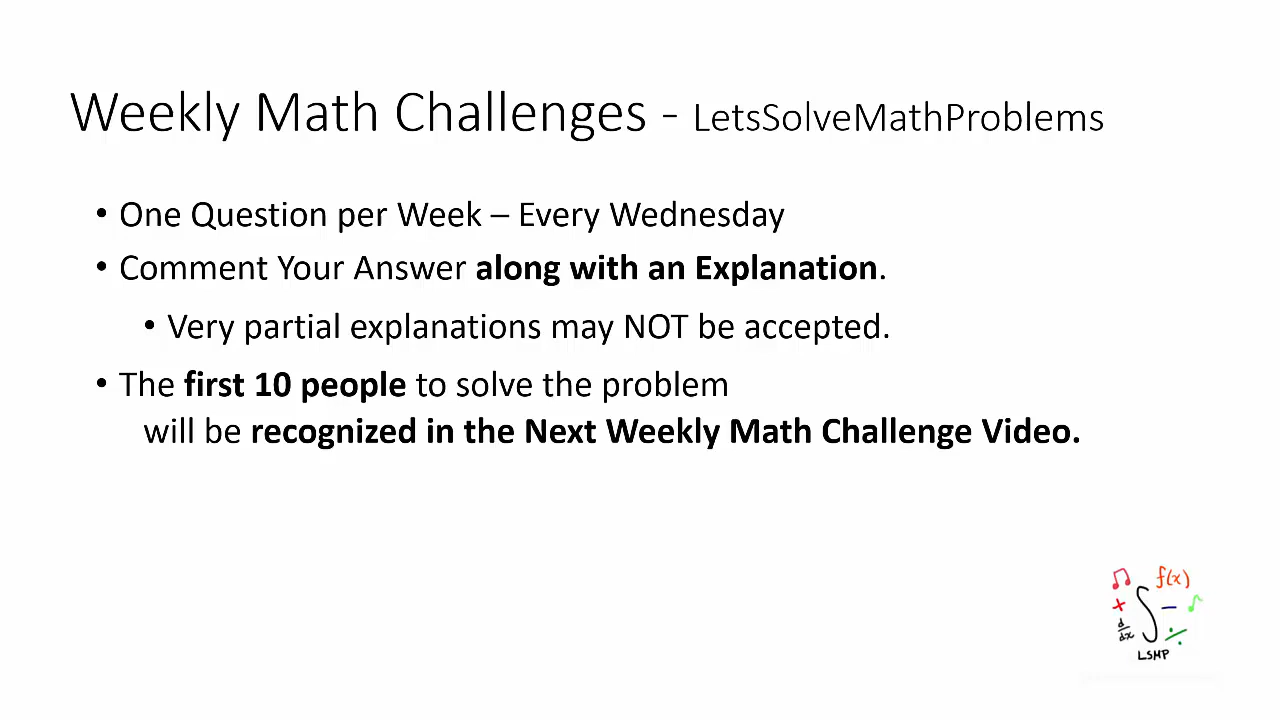 Weekly Math Challenges - LetsSolveMathProblems
• One Question per Week – Every Wednesday
• Comment Your Answer along with an Explanation.
• Very partial explanations may NOT be accepted.
• The first 10 people to solve the problem
will be recognized in the Next Weekly Math Challenge Video.
f(x)
+ ∫ −
d/dx ÷
LSMP